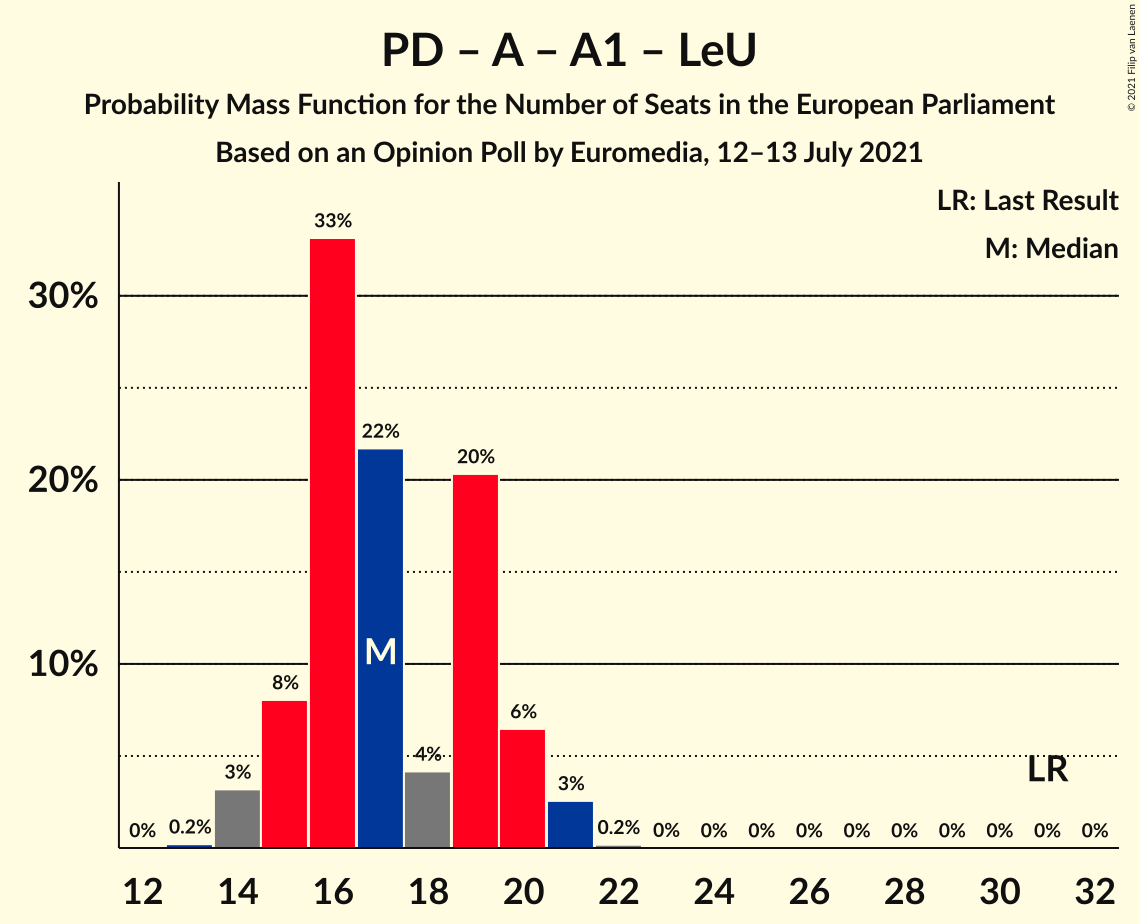 PD – A – A1 – LeU
Probability Mass Function for the Number of Seats in the European Parliament
Based on an Opinion Poll by Euromedia, 12–13 July 2021
© 2021 Filip van Laenen
LR: Last Result
M: Median
30%
20%
10%
0%
0.2%
3%
8%
33%
22%
M
4%
20%
6%
3%
0.2%
0%
0%
0%
0%
0%
0%
0%
0%
0%
0%
LR
12 14 16 18 20 22 24 26 28 30 32